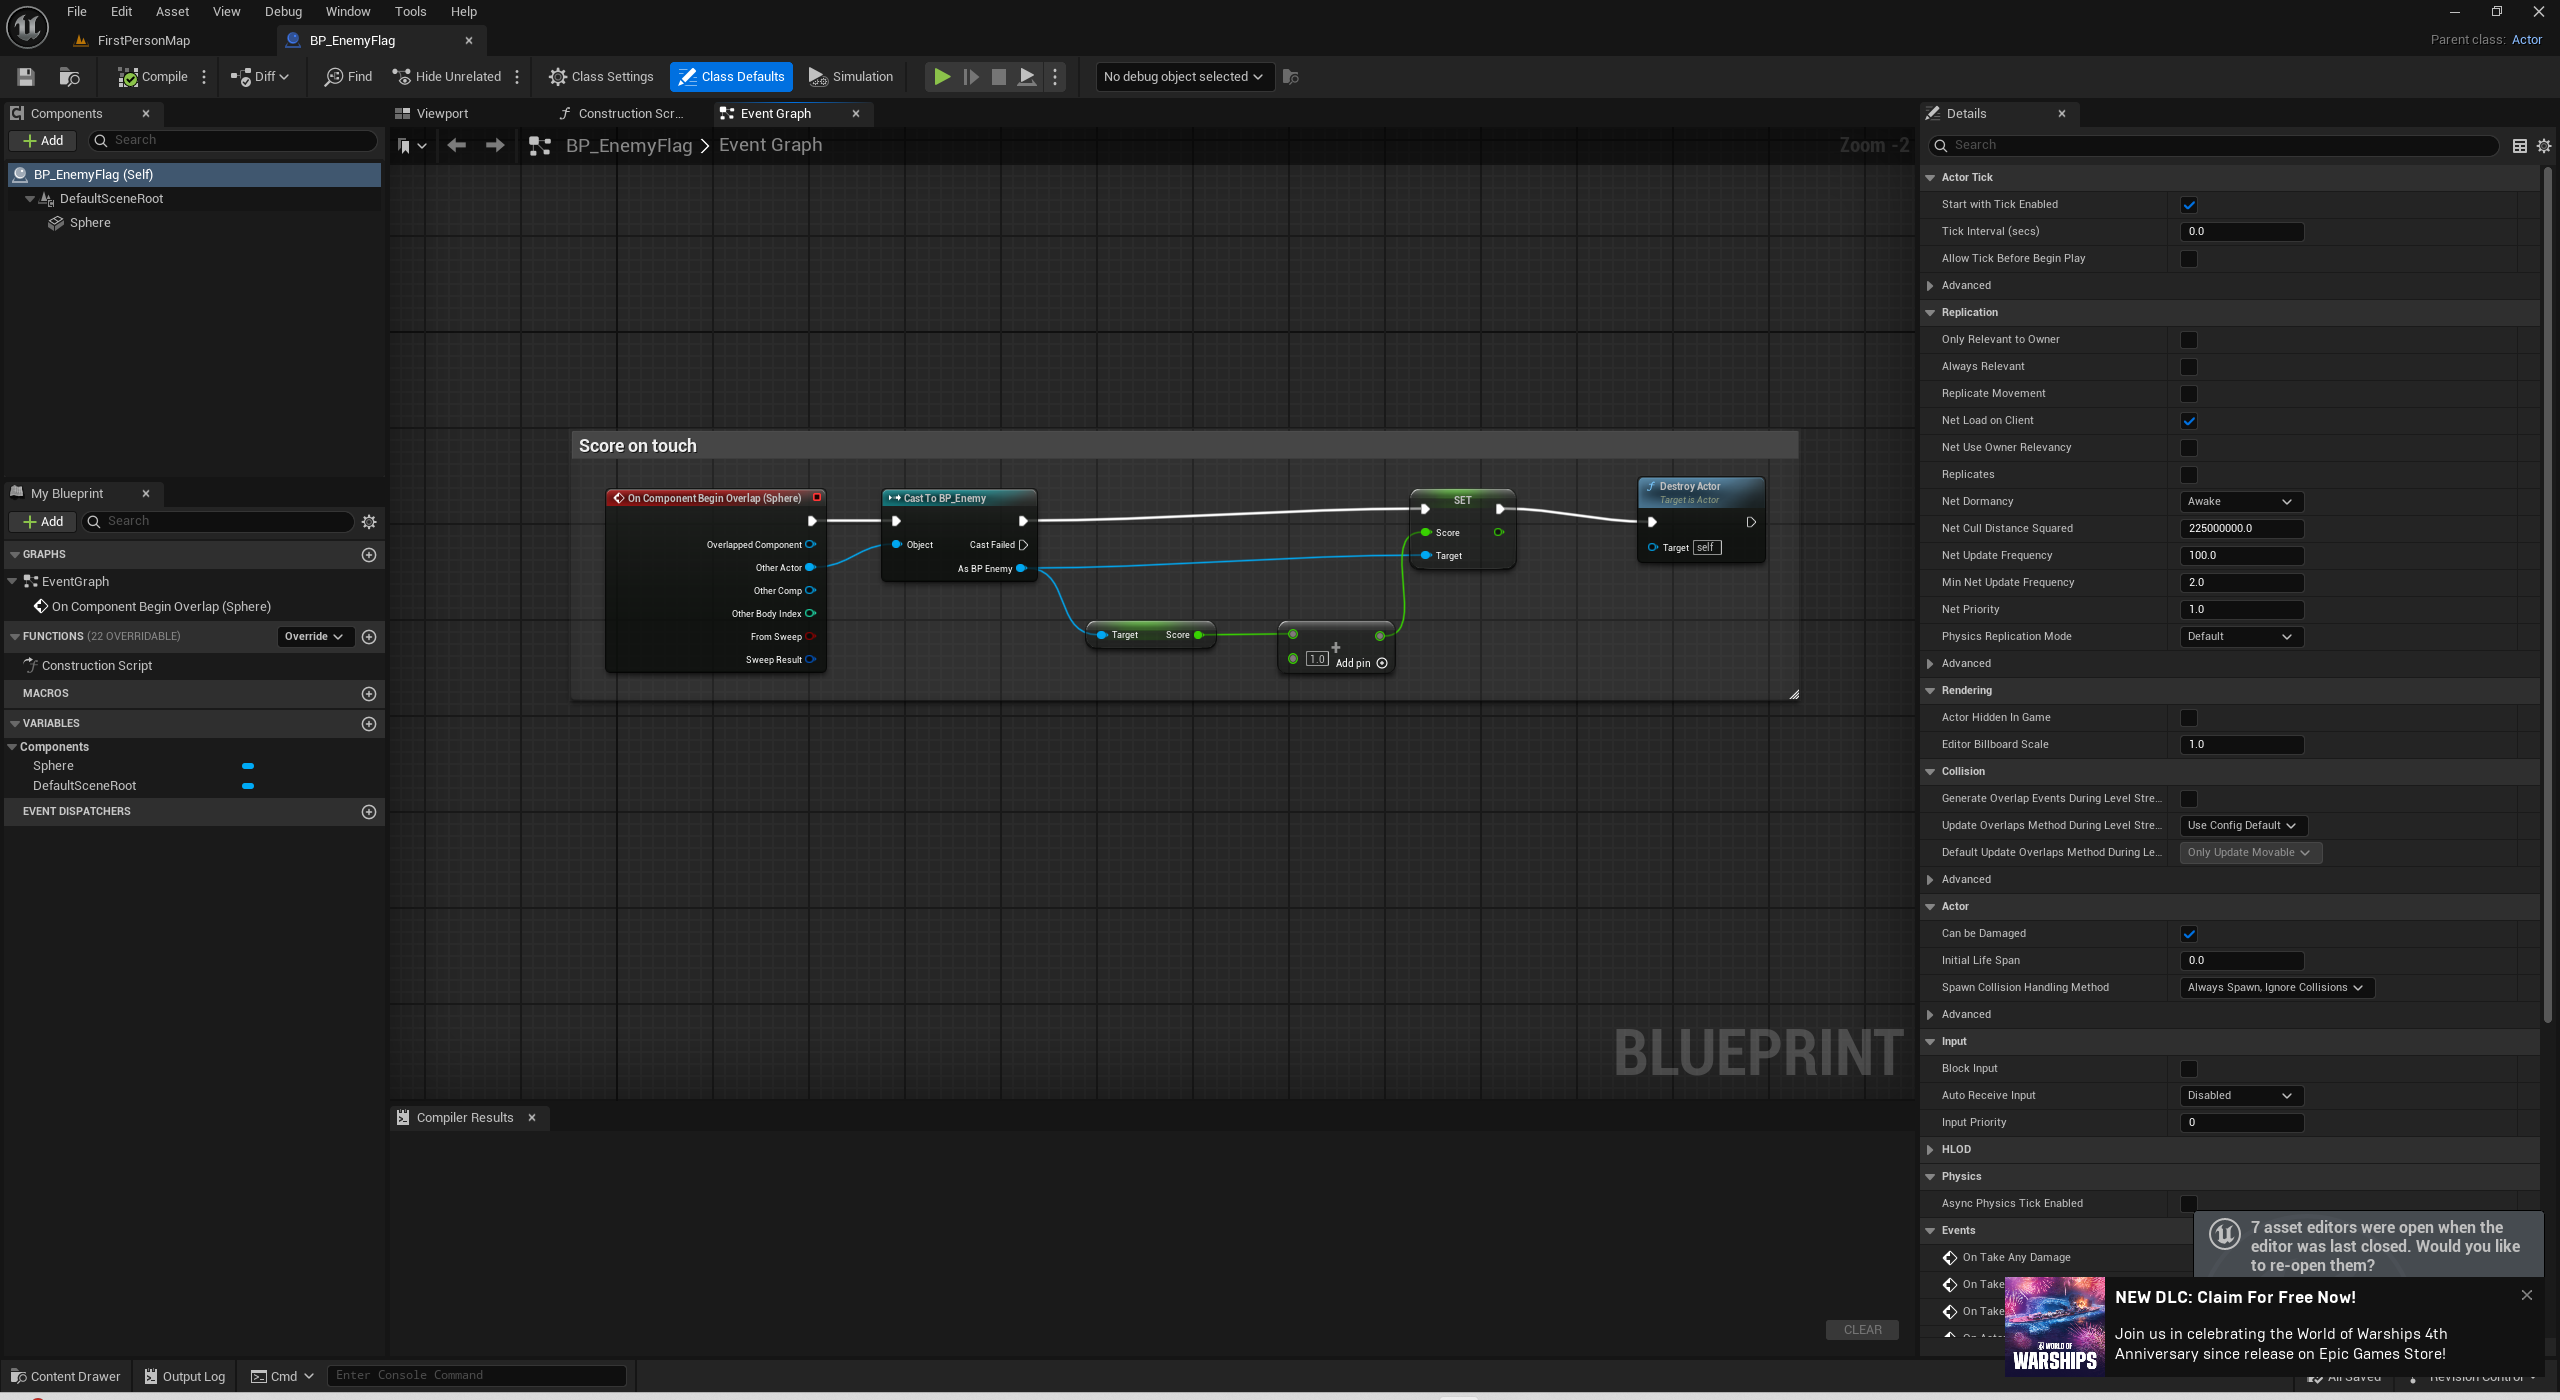 File Edit Asset View Debug Window Tools Help
FirstPersonMap BP_EnemyFlag
Parent class: Actor
Compile Diff Find Hide Unrelated Class Settings Class Defaults Simulation No debug object selected
Components
Add Search
BP_EnemyFlag (Self)
DefaultSceneRoot
Sphere
My Blueprint
Add Search
GRAPHS
EventGraph
On Component Begin Overlap (Sphere)
FUNCTIONS (22 OVERRIDABLE) Override
Construction Script
MACROS
VARIABLES
Components
Sphere
DefaultSceneRoot
EVENT DISPATCHERS
Viewport Construction Scr... Event Graph
BP_EnemyFlag > Event Graph
Zoom -2
Score on touch
On Component Begin Overlap (Sphere)
Overlapped Component
Other Actor
Other Comp
Other Body Index
From Sweep
Sweep Result
Cast To BP_Enemy
Object Cast Failed
As BP Enemy
Target Score
1.0 Add pin
SET
Score
Target
Destroy Actor
Target is Actor
Target self
BLUEPRINT
Compiler Results
CLEAR
Details
Search
Actor Tick
Start with Tick Enabled
Tick Interval (secs) 0.0
Allow Tick Before Begin Play
Advanced
Replication
Only Relevant to Owner
Always Relevant
Replicate Movement
Net Load on Client
Net Use Owner Relevancy
Replicates
Net Dormancy Awake
Net Cull Distance Squared 225000000.0
Net Update Frequency 100.0
Min Net Update Frequency 2.0
Net Priority 1.0
Physics Replication Mode Default
Advanced
Rendering
Actor Hidden In Game
Editor Billboard Scale 1.0
Collision
Generate Overlap Events During Level Stre...
Update Overlaps Method During Level Stre... Use Config Default
Default Update Overlaps Method During Le... Only Update Movable
Advanced
Actor
Can be Damaged
Initial Life Span 0.0
Spawn Collision Handling Method Always Spawn, Ignore Collisions
Advanced
Input
Block Input
Auto Receive Input Disabled
Input Priority 0
HLOD
Physics
Async Physics Tick Enabled
Events
On Take Any Damage
On Take
On Take
7 asset editors were open when the
editor was last closed. Would you like
to re-open them?
NEW DLC: Claim For Free Now!
Join us in celebrating the World of Warships 4th
Anniversary since release on Epic Games Store!
WORLD OF
WARSHIPS
Content Drawer Output Log Cmd Enter Console Command
All Saved Revision Control